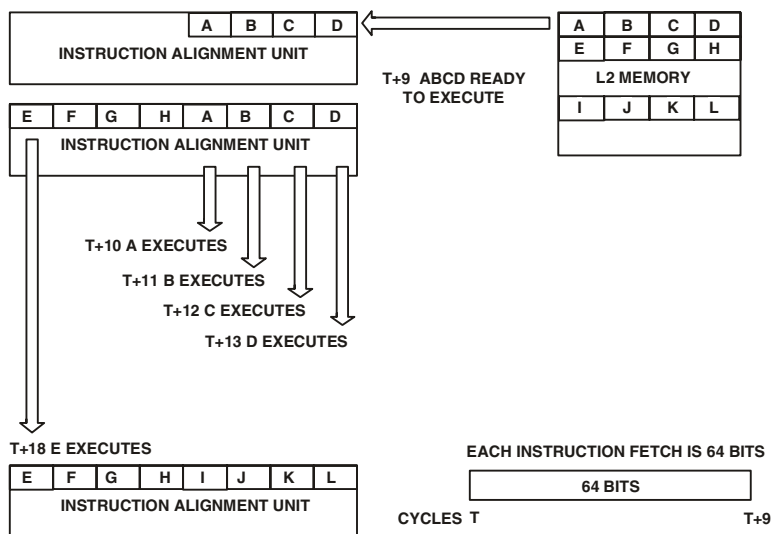 A B C D
INSTRUCTION ALIGNMENT UNIT
T+9 ABCD READY
TO EXECUTE
A B C D
E F G H
L2 MEMORY
I J K L
E F G H A B C D
INSTRUCTION ALIGNMENT UNIT
T+10 A EXECUTES
T+11 B EXECUTES
T+12 C EXECUTES
T+13 D EXECUTES
T+18 E EXECUTES
E F G H I J K L
INSTRUCTION ALIGNMENT UNIT
EACH INSTRUCTION FETCH IS 64 BITS
64 BITS
CYCLES T T+9